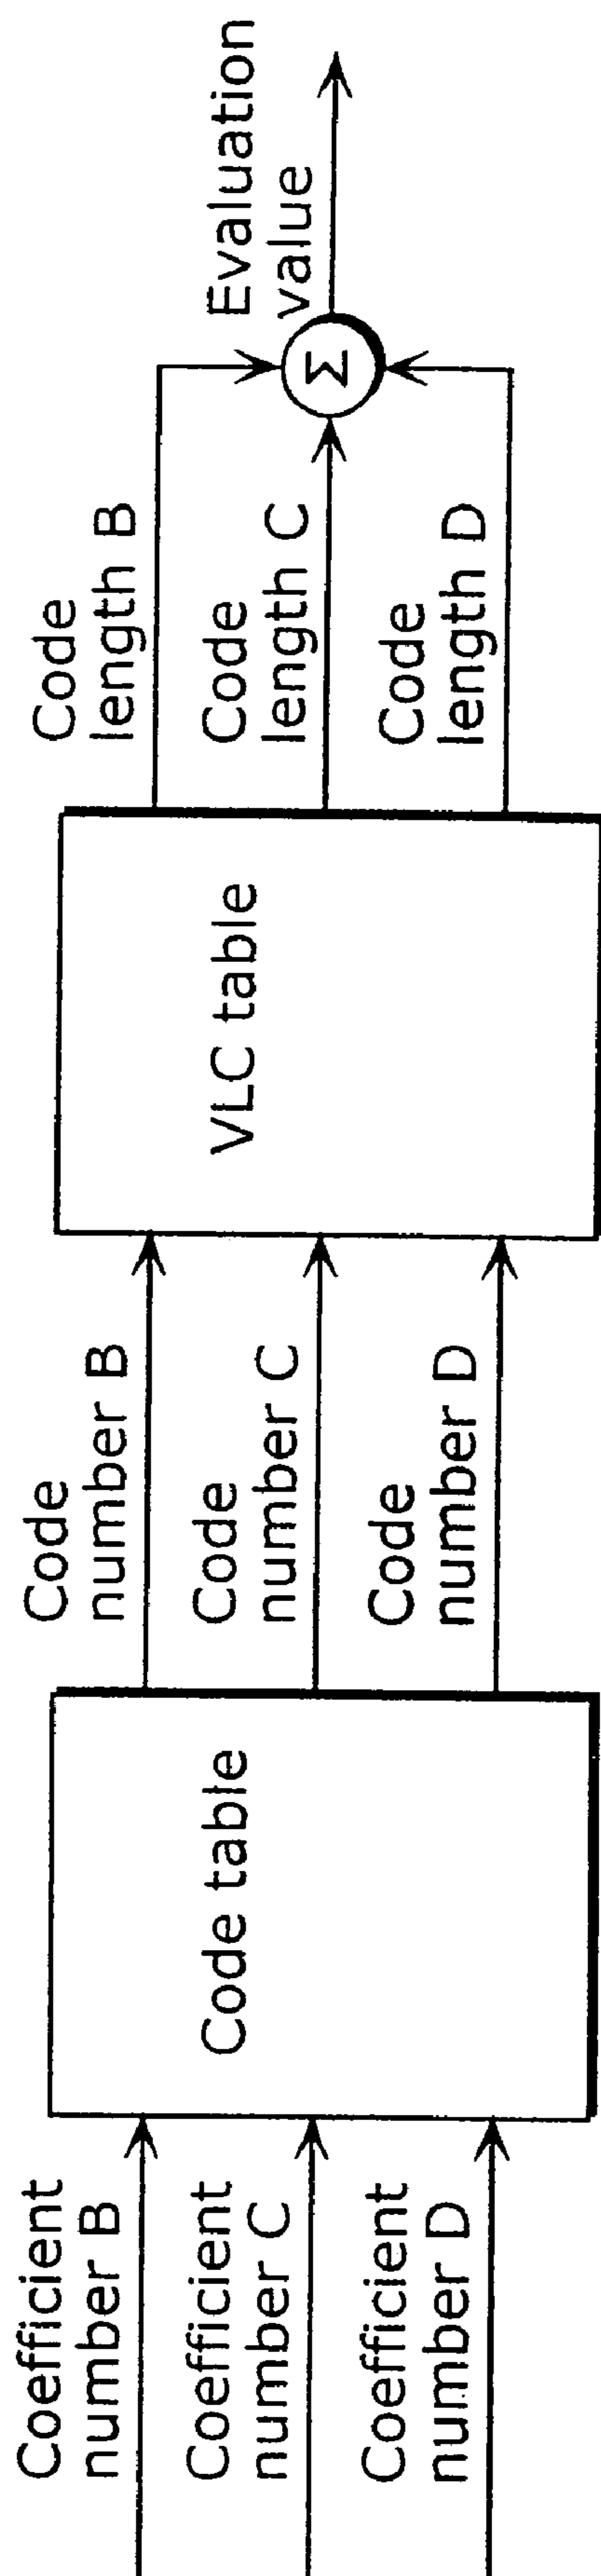 Coefficient
number B
Coefficient
number C
Coefficient
number D
Code table
Code
number B
Code
number C
Code
number D
VLC table
Code
length B
Code
length C
Code
length D
Σ
Evaluation
value